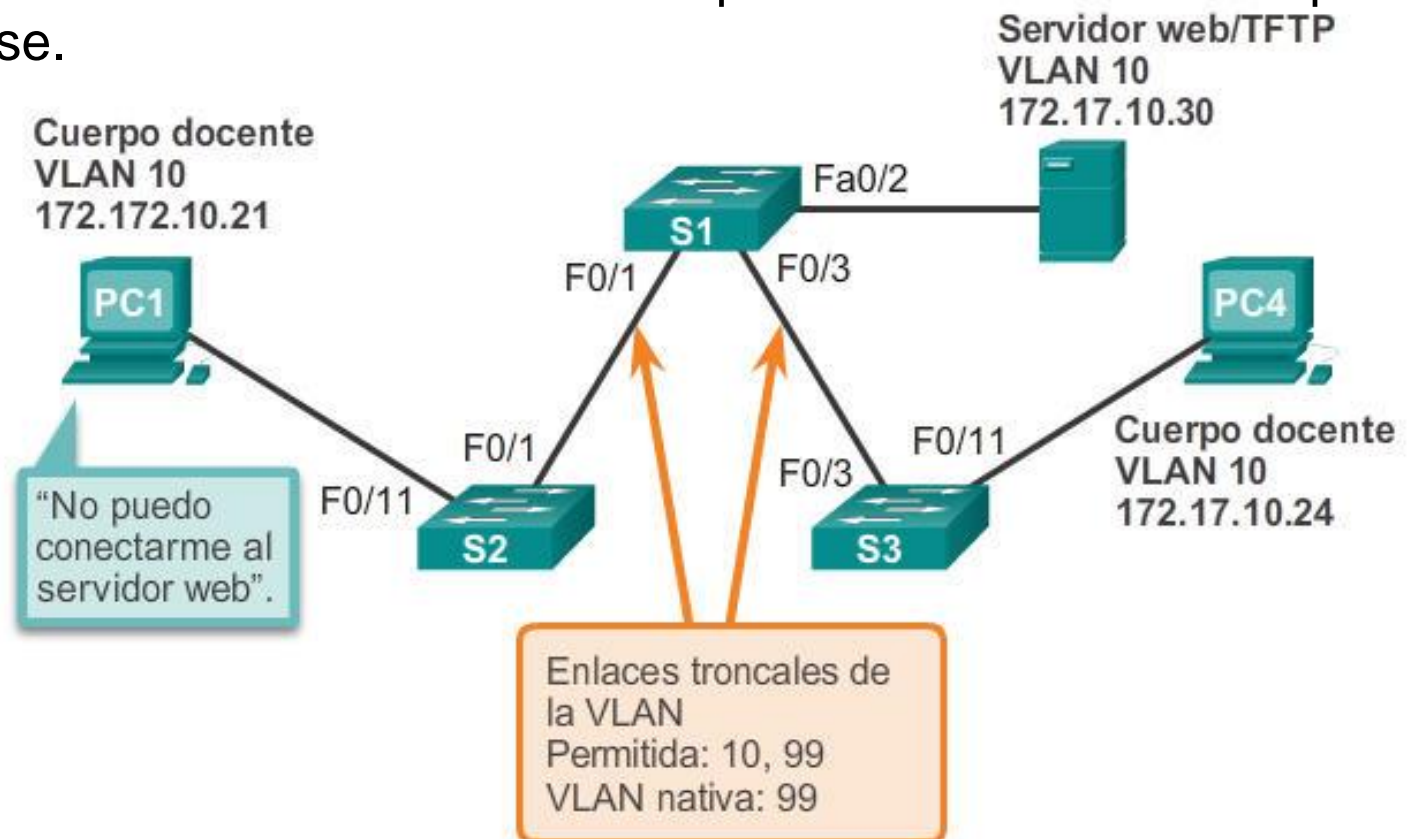 se.
Servidor web/TFTP
VLAN 10
172.17.10.30
Cuerpo docente
VLAN 10
172.172.10.21
Fa0/2
S1
F0/1
F0/3
PC1
PC4
F0/1
F0/11
F0/3
F0/11
S2
S3
Cuerpo docente
VLAN 10
172.17.10.24
“No puedo
conectarme al
servidor web”.
Enlaces troncales de
la VLAN
Permitida: 10, 99
VLAN nativa: 99